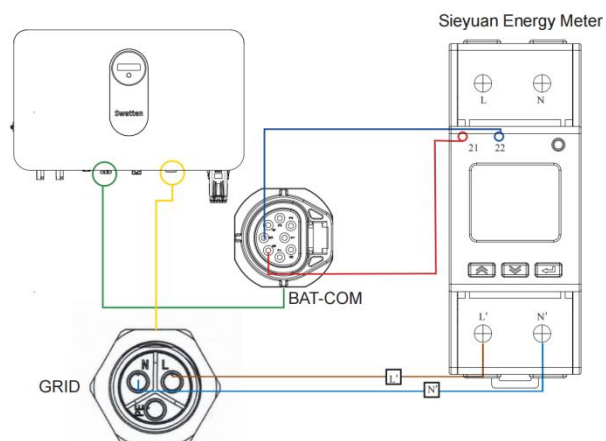 Sieyuan Energy Meter
Swatten
L
N
21
22
BAT-COM
L'
N'
GRID
N
L
L'
N'